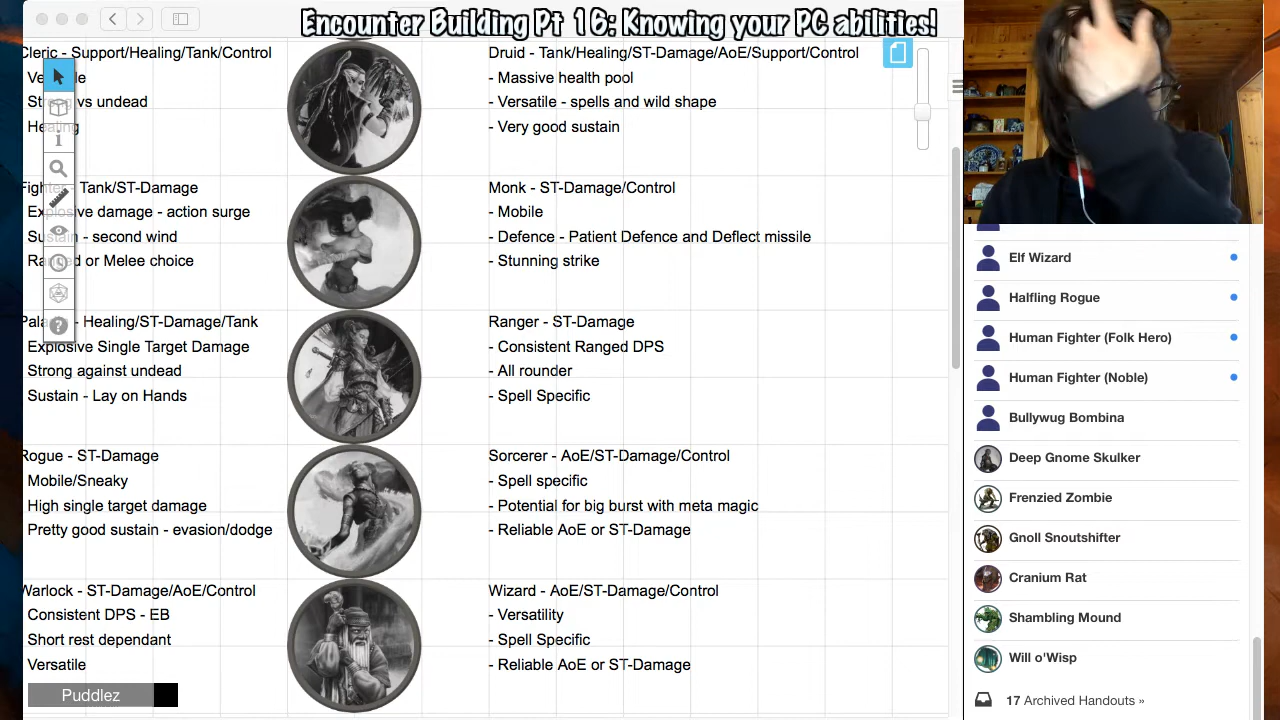 Encounter Building Pt 16: Knowing your PC abilities!
Cleric - Support/Healing/Tank/Control
vs undead
Healing
Druid - Tank/Healing/ST-Damage/AoE/Support/Control
- Massive health pool
- Versatile - spells and wild shape
- Very good sustain
Fighter - Tank/ST-Damage
Explosive damage - action surge
Sustain - second wind
Ranged or Melee choice
Monk - ST-Damage/Control
- Mobile
- Defence - Patient Defence and Deflect missile
- Stunning strike
- Healing/ST-Damage/Tank
Explosive Single Target Damage
Strong against undead
Sustain - Lay on Hands
Ranger - ST-Damage
- Consistent Ranged DPS
- All rounder
- Spell Specific
Rogue - ST-Damage
Mobile/Sneaky
High single target damage
Pretty good sustain - evasion/dodge
Sorcerer - AoE/ST-Damage/Control
- Spell specific
- Potential for big burst with meta magic
- Reliable AoE or ST-Damage
Warlock - ST-Damage/AoE/Control
Consistent DPS - EB
Short rest dependant
Versatile
Wizard - AoE/ST-Damage/Control
- Versatility
- Spell Specific
- Reliable AoE or ST-Damage
Puddlez
Elf Wizard
Halfling Rogue
Human Fighter (Folk Hero)
Human Fighter (Noble)
Bullywug Bombina
Deep Gnome Skulker
Frenzied Zombie
Gnoll Snoutshifter
Cranium Rat
Shambling Mound
Will o'Wisp
17 Archived Handouts »